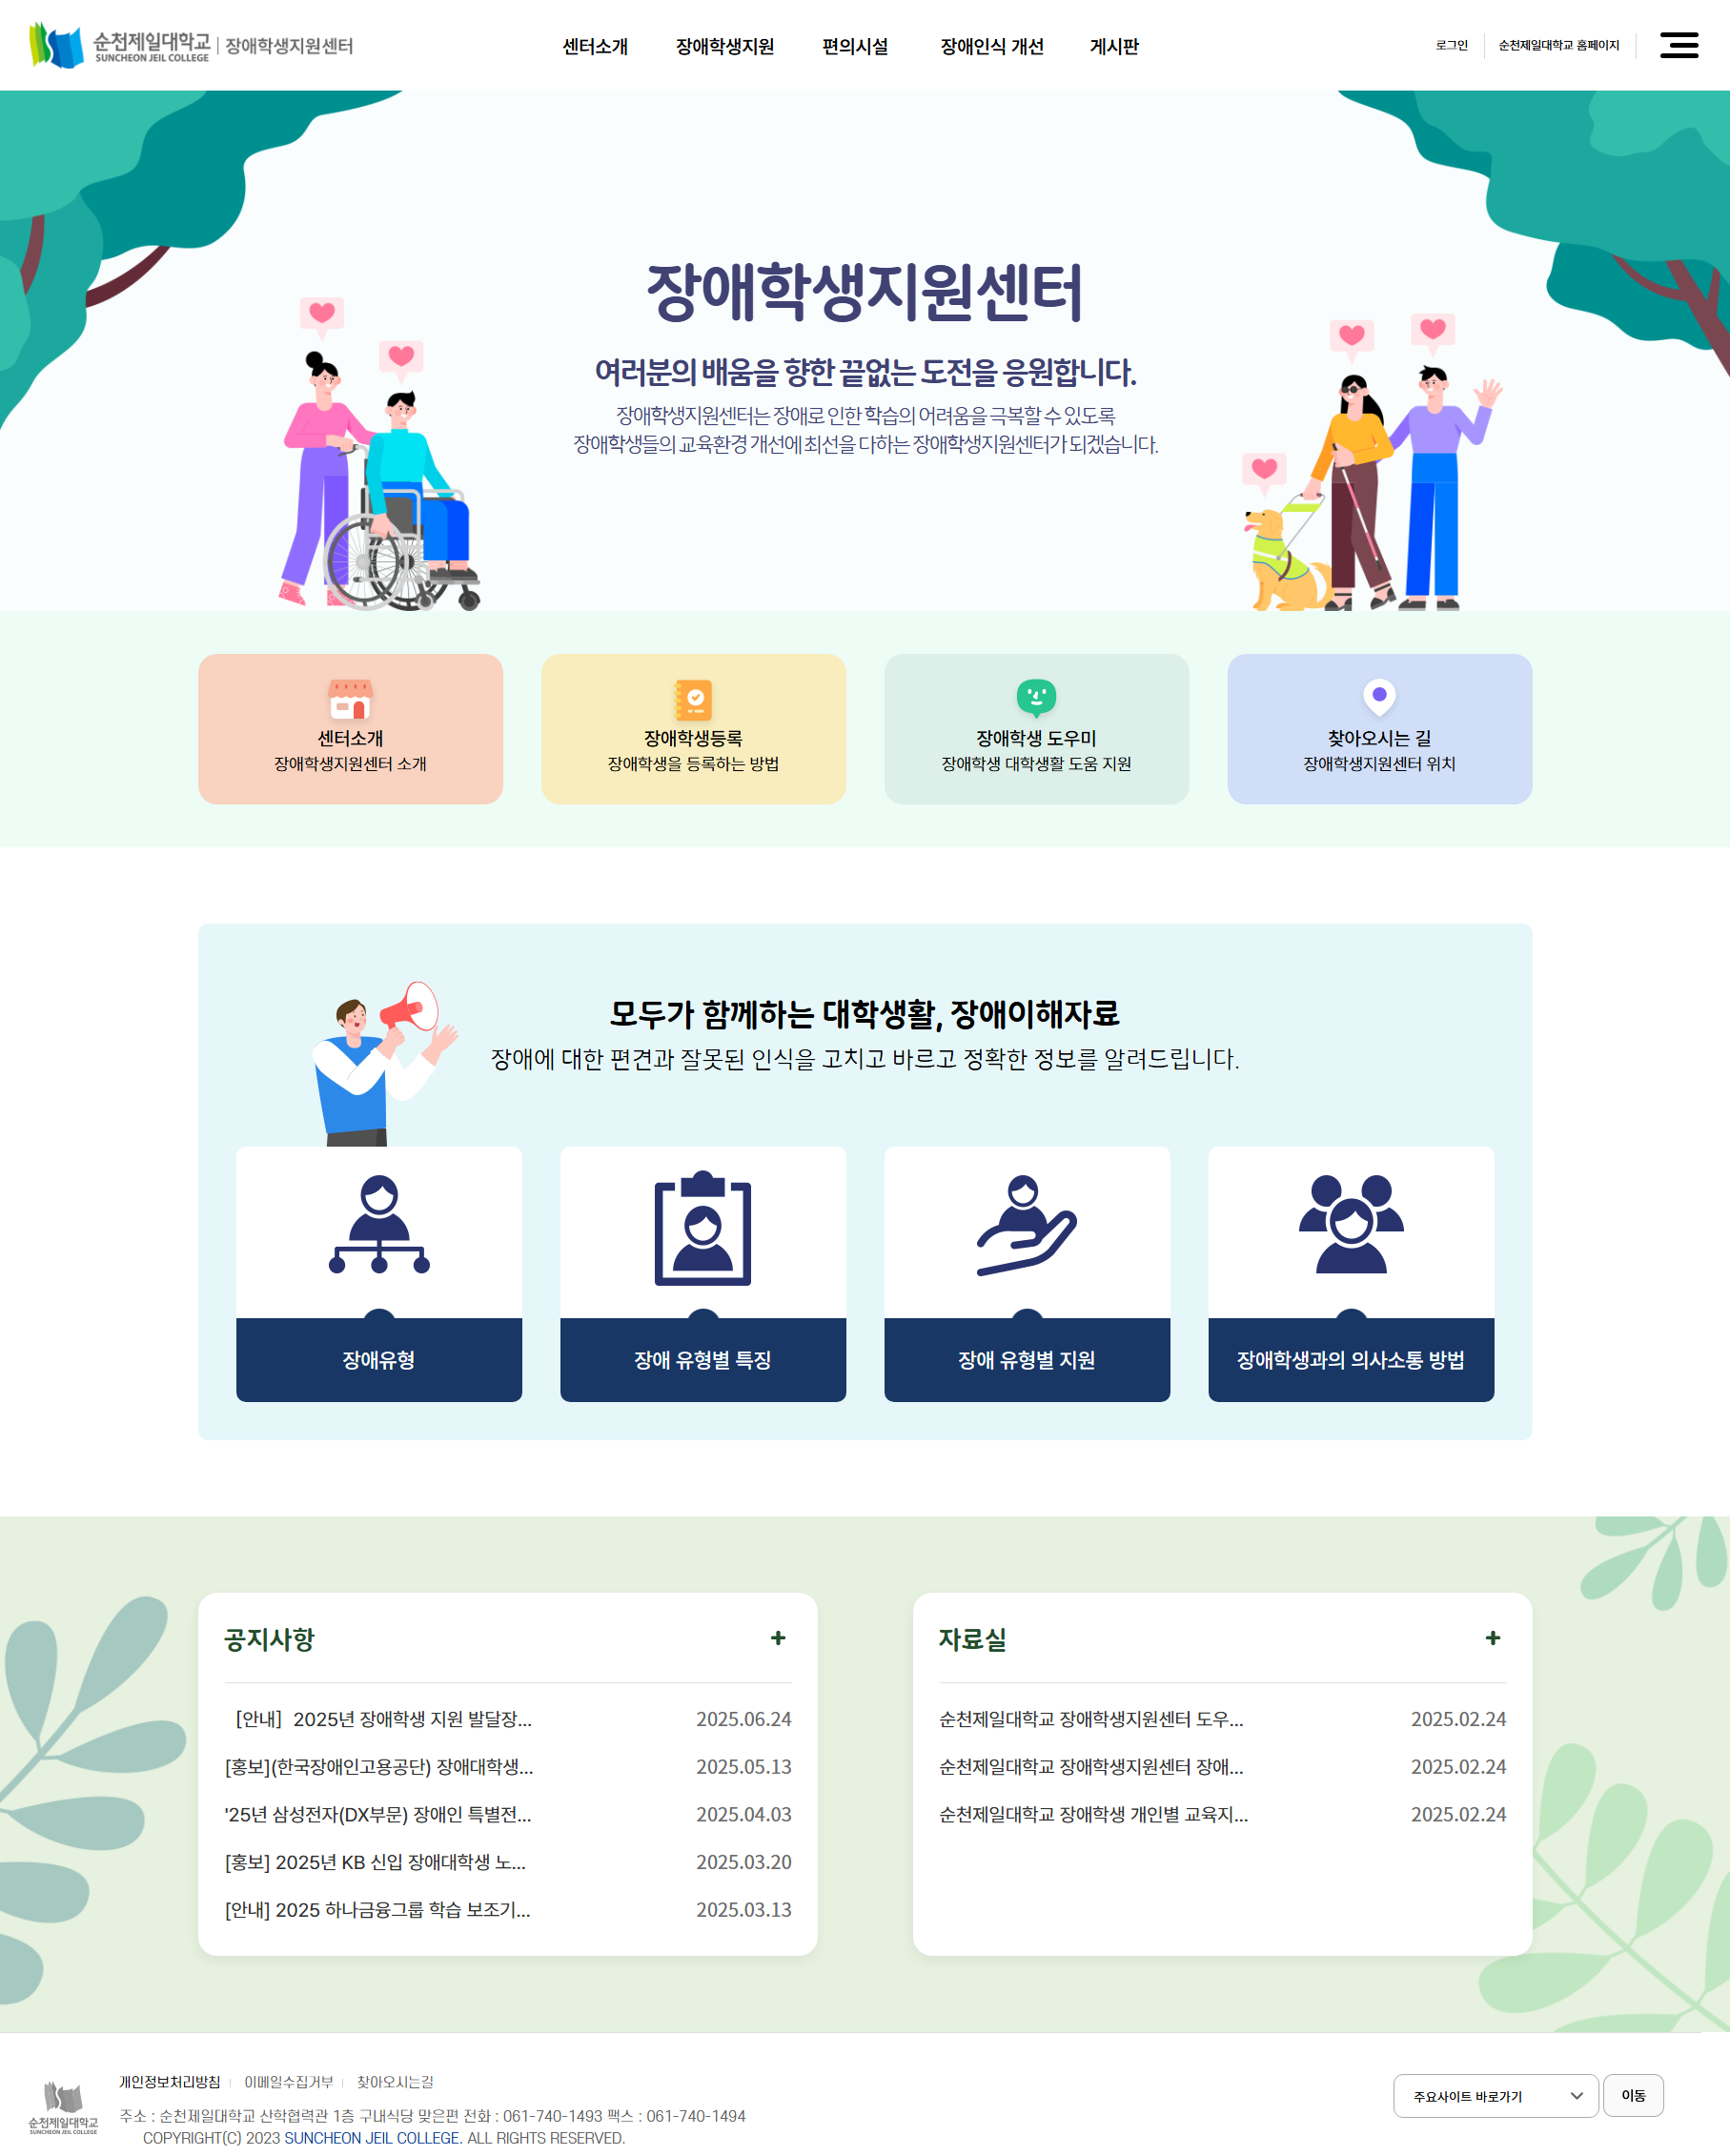 순천제일대학교 | 장애학생지원센터
SUNCHEON JEIL COLLEGE
센터소개 장애학생지원 편의시설 장애인식 개선 게시판
로그인 순천제일대학교 홈페이지
장애학생지원센터
여러분의 배움을 향한 끝없는 도전을 응원합니다.
장애학생지원센터는 장애로 인한 학습의 어려움을 극복할 수 있도록
장애학생들의 교육환경 개선에 최선을 다하는 장애학생지원센터가 되겠습니다.
센터소개
장애학생지원센터 소개
장애학생등록
장애학생을 등록하는 방법
장애학생 도우미
장애학생 대학생활 도움 지원
찾아오시는 길
장애학생지원센터 위치
모두가 함께하는 대학생활, 장애이해자료
장애에 대한 편견과 잘못된 인식을 고치고 바르고 정확한 정보를 알려드립니다.
장애유형
장애 유형별 특징
장애 유형별 지원
장애학생과의 의사소통 방법
공지사항 +
[안내] 2025년 장애학생 지원 발달장... 2025.06.24
[홍보](한국장애인고용공단) 장애대학생... 2025.05.13
'25년 삼성전자(DX부문) 장애인 특별전... 2025.04.03
[홍보] 2025년 KB 신입 장애대학생 노... 2025.03.20
[안내] 2025 하나금융그룹 학습 보조기... 2025.03.13
자료실 +
순천제일대학교 장애학생지원센터 도우... 2025.02.24
순천제일대학교 장애학생지원센터 장애... 2025.02.24
순천제일대학교 장애학생 개인별 교육지... 2025.02.24
순천제일대학교
SUNCHEON JEIL COLLEGE
개인정보처리방침 이메일수집거부 찾아오시는길
주소 : 순천제일대학교 산학협력관 1층 구내식당 맞은편 전화 : 061-740-1493 팩스 : 061-740-1494
COPYRIGHT(C) 2023 SUNCHEON JEIL COLLEGE. ALL RIGHTS RESERVED.
주요사이트 바로가기 이동